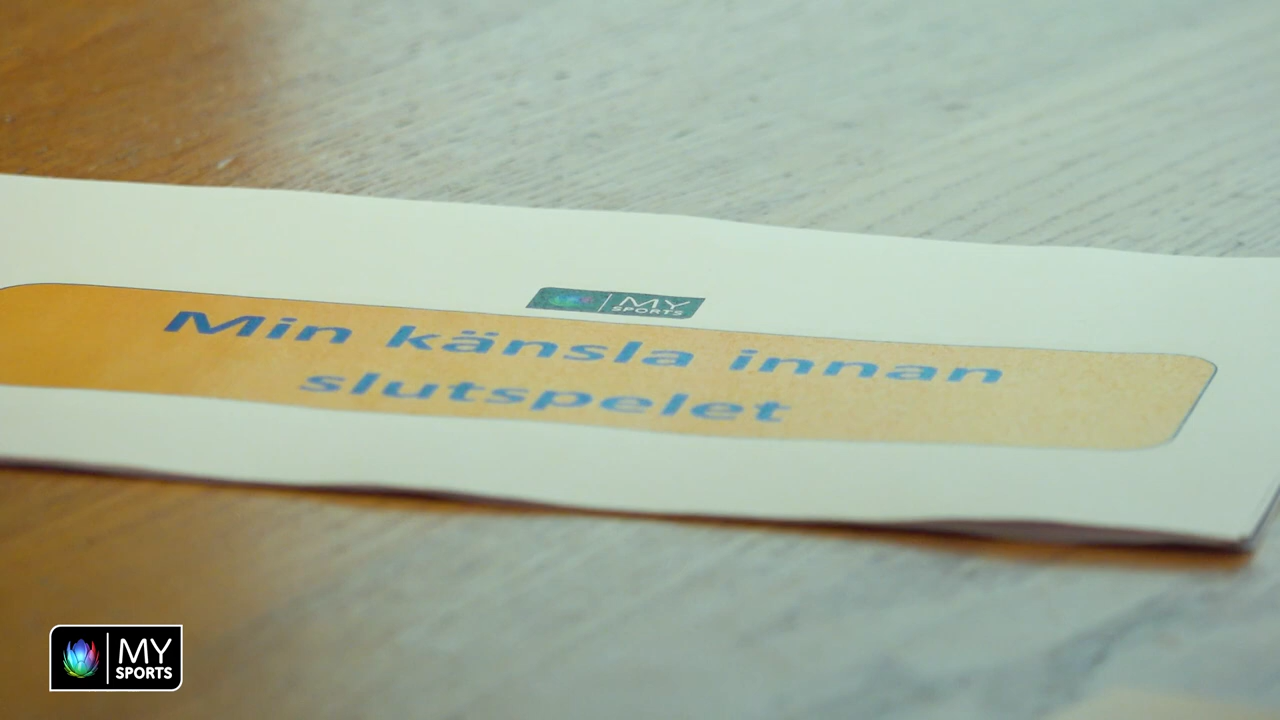 MY
SPORTS
Min känsla innan
slutspelet
MY
SPORTS